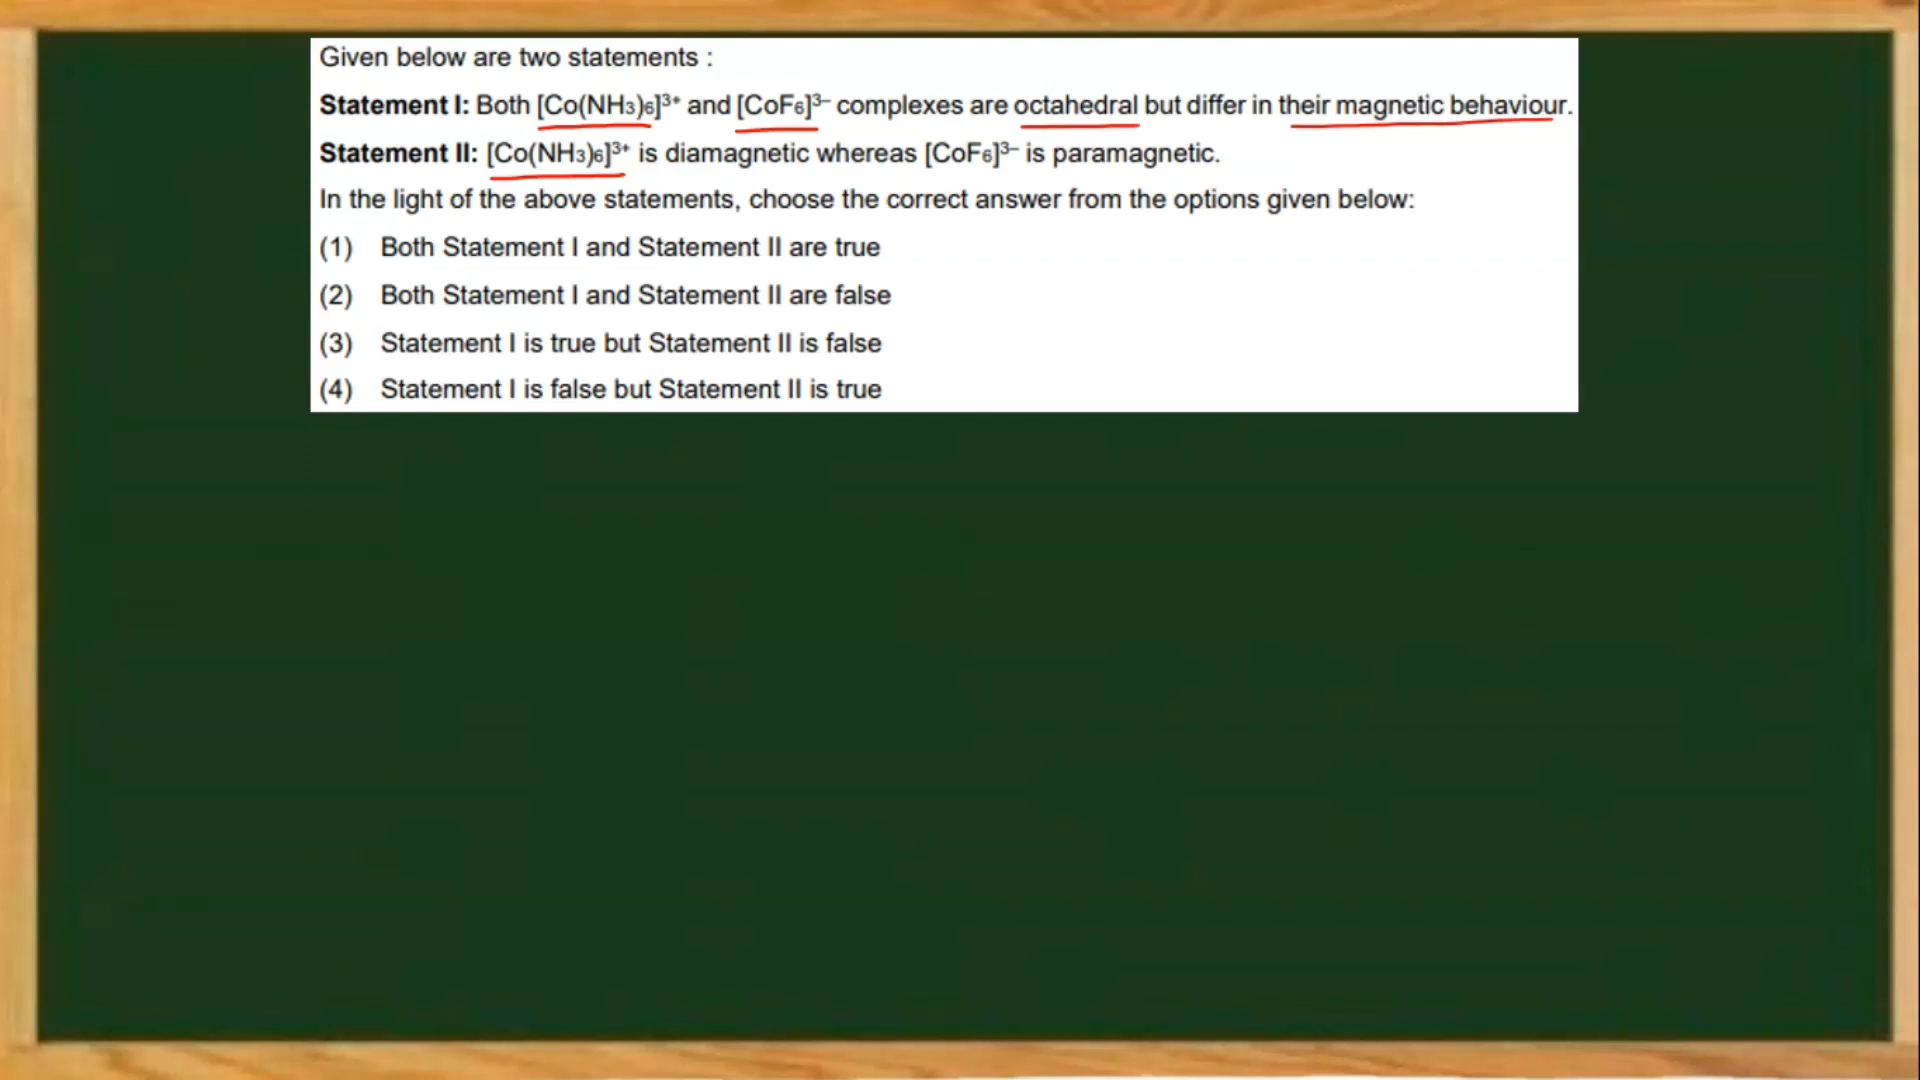 Given below are two statements :
Statement I: Both [Co(NH₃)₆]³⁺ and [CoF₆]³⁻ complexes are octahedral but differ in their magnetic behaviour.
Statement II: [Co(NH₃)₆]³⁺ is diamagnetic whereas [CoF₆]³⁻ is paramagnetic.
In the light of the above statements, choose the correct answer from the options given below:
(1) Both Statement I and Statement II are true
(2) Both Statement I and Statement II are false
(3) Statement I is true but Statement II is false
(4) Statement I is false but Statement II is true